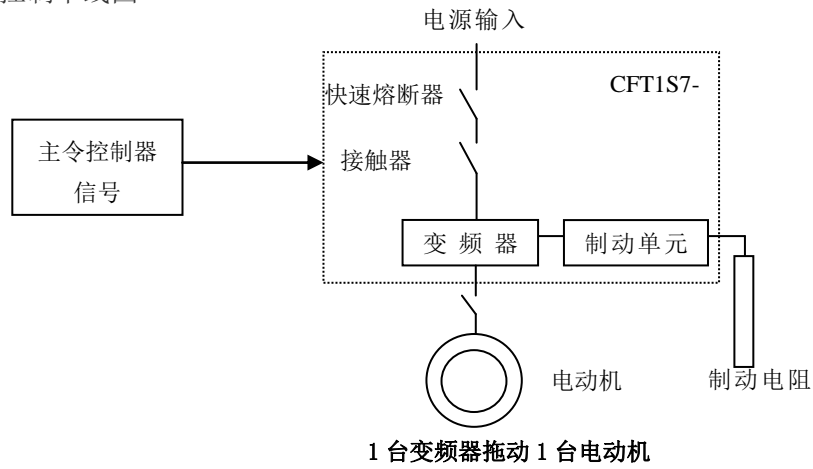 电源输入
CFT1S7-
快速熔断器
主令控制器
信号
接触器
变 频 器
制动单元
电动机
制动电阻
1 台变频器拖动 1 台电动机